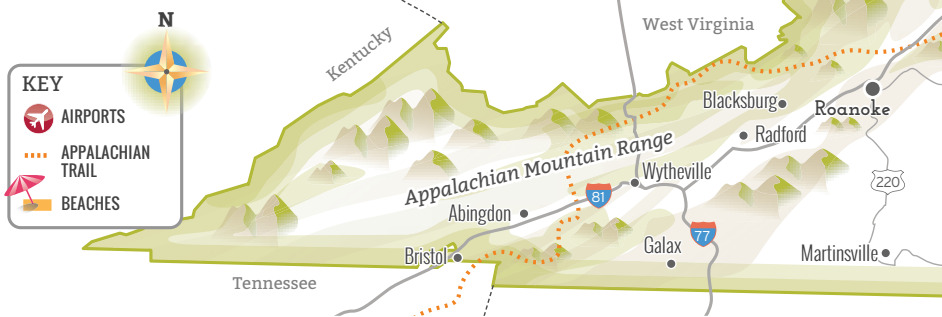 N
KEY
AIRPORTS
APPALACHIAN
TRAIL
BEACHES
Kentucky
West Virginia
Blacksburg
Roanoke
Radford
Appalachian Mountain Range
Wytheville
81
220
Abingdon
77
Galax
Bristol
Martinsville
Tennessee